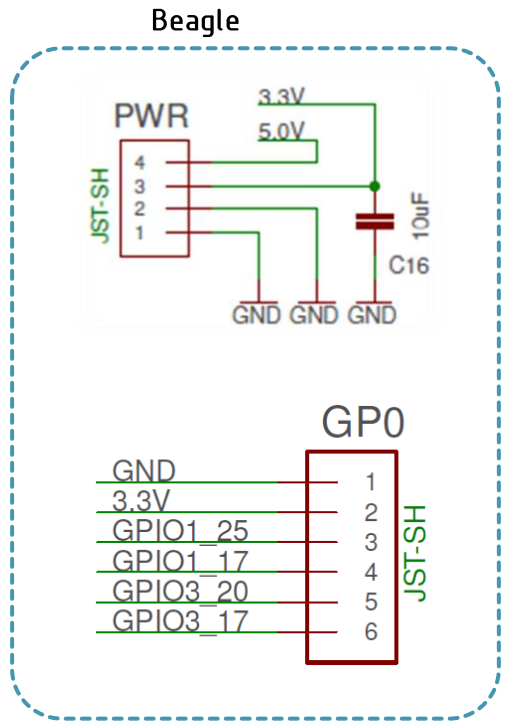 Beagle
PWR
3.3V
5.0V
4
3
2
1
JST-SH
10uF
C16
GND GND GND
GP0
GND 1
3.3V 2
GPIO1_25 3
GPIO1_17 4
GPIO3_20 5
GPIO3_17 6
JST-SH